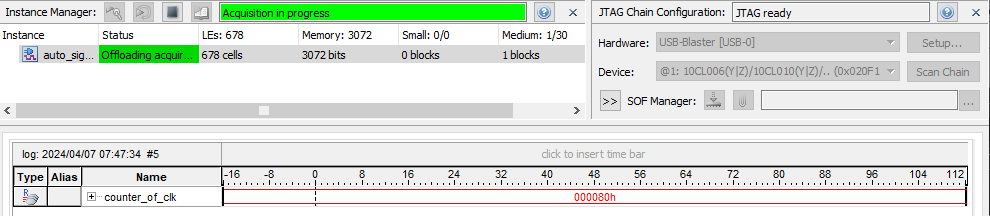 Instance Manager: Acquisition in progress
JTAG Chain Configuration: JTAG ready
Instance Status LEs: 678 Memory: 3072 Small: 0/0 Medium: 1/30
auto_sig... Offloading acquir... 678 cells 3072 bits 0 blocks 1 blocks
Hardware: USB-Blaster [USB-0] Setup...
Device: @1: 10CL006(Y|Z)/10CL010(Y|Z)/.. (0x020F1 Scan Chain
>> SOF Manager: ...
log: 2024/04/07 07:47:34 #5 click to insert time bar
Type Alias Name -16 -8 0 8 16 24 32 40 48 56 64 72 80 88 96 104 112
R counter_of_clk 000080h